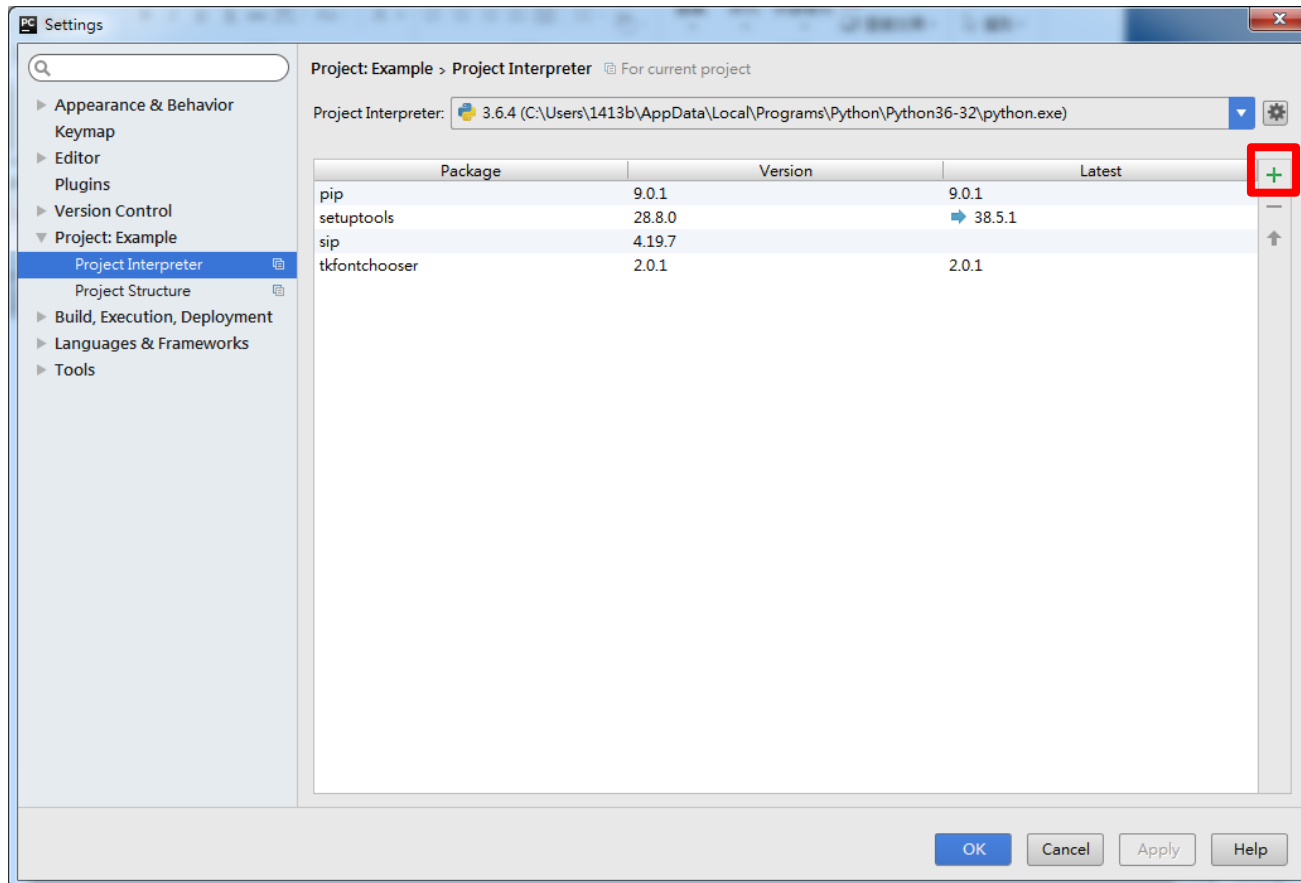 PC Settings
Project: Example › Project Interpreter For current project
Appearance & Behavior
Keymap
Editor
Plugins
Version Control
Project: Example
Project Interpreter
Project Structure
Build, Execution, Deployment
Languages & Frameworks
Tools
Project Interpreter: 3.6.4 (C:\Users\1413b\AppData\Local\Programs\Python\Python36-32\python.exe)
Package Version Latest
pip 9.0.1 9.0.1
setuptools 28.8.0 38.5.1
sip 4.19.7
tkfontchooser 2.0.1 2.0.1
OK Cancel Apply Help